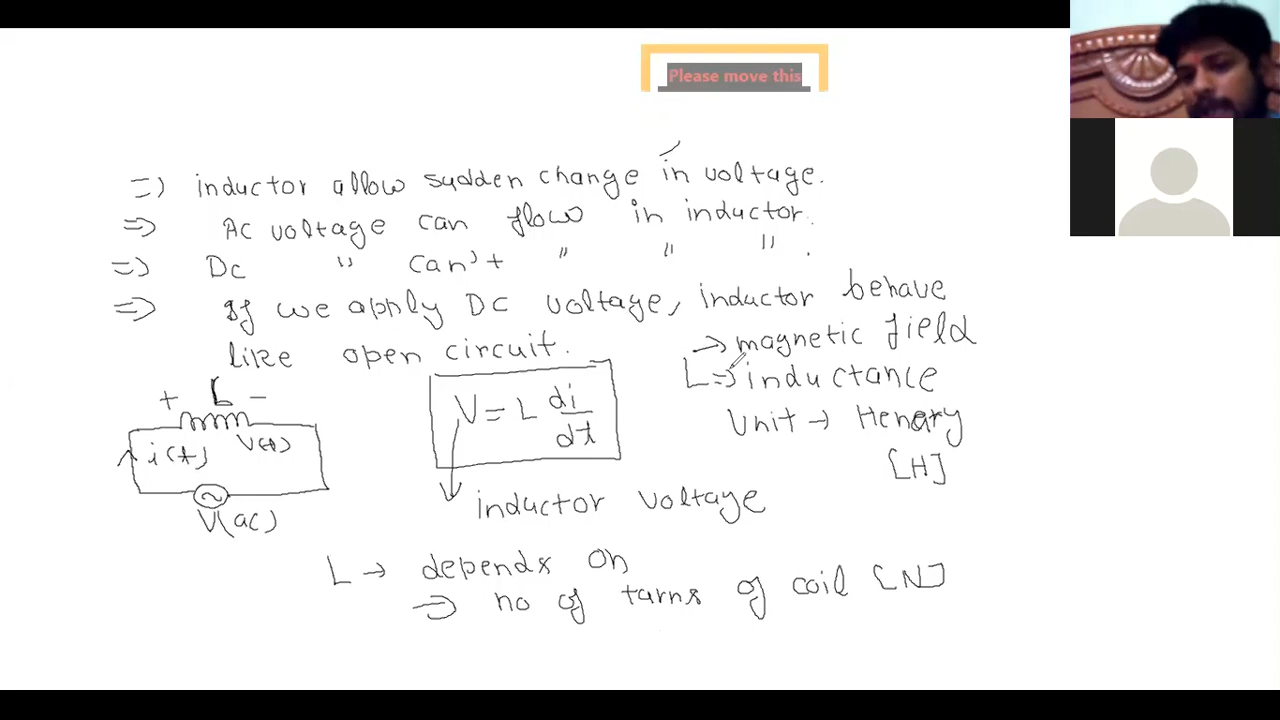 Please move this
=) inductor allow sudden change in voltage.
=> Ac voltage can flow in inductor.
=) Dc " can't " " " .
=> If we apply DC voltage, inductor behave
like open circuit.
-> magnetic field
L => inductance
Unit -> Henary
[H]
+ L -
i(t) V(t)
V(ac)
V = L di/dt
inductor voltage
L -> depends on
=> no of tarns of coil [N]